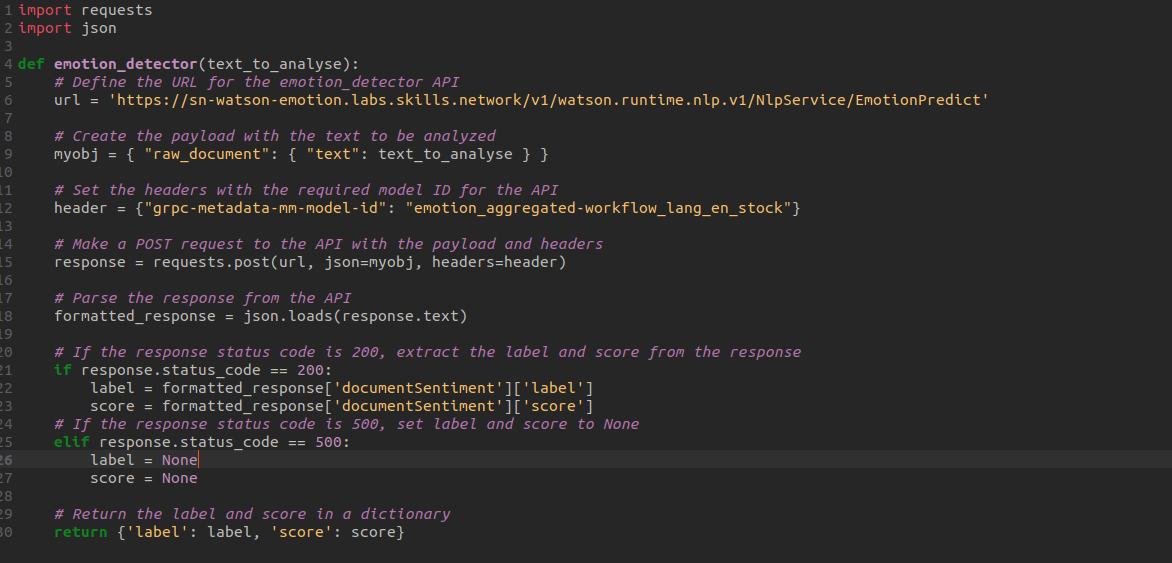 1 import requests
2 import json
3
4 def emotion_detector(text_to_analyse):
5     # Define the URL for the emotion_detector API
6     url = 'https://sn-watson-emotion.labs.skills.network/v1/watson.runtime.nlp.v1/NlpService/EmotionPredict'
7
8     # Create the payload with the text to be analyzed
9     myobj = { "raw_document": { "text": text_to_analyse } }
10
11     # Set the headers with the required model ID for the API
12     header = {"grpc-metadata-mm-model-id": "emotion_aggregated-workflow_lang_en_stock"}
13
14     # Make a POST request to the API with the payload and headers
15     response = requests.post(url, json=myobj, headers=header)
16
17     # Parse the response from the API
18     formatted_response = json.loads(response.text)
19
20     # If the response status code is 200, extract the label and score from the response
21     if response.status_code == 200:
22         label = formatted_response['documentSentiment']['label']
23         score = formatted_response['documentSentiment']['score']
24     # If the response status code is 500, set label and score to None
25     elif response.status_code == 500:
26         label = None
27         score = None
28
29     # Return the label and score in a dictionary
30     return {'label': label, 'score': score}